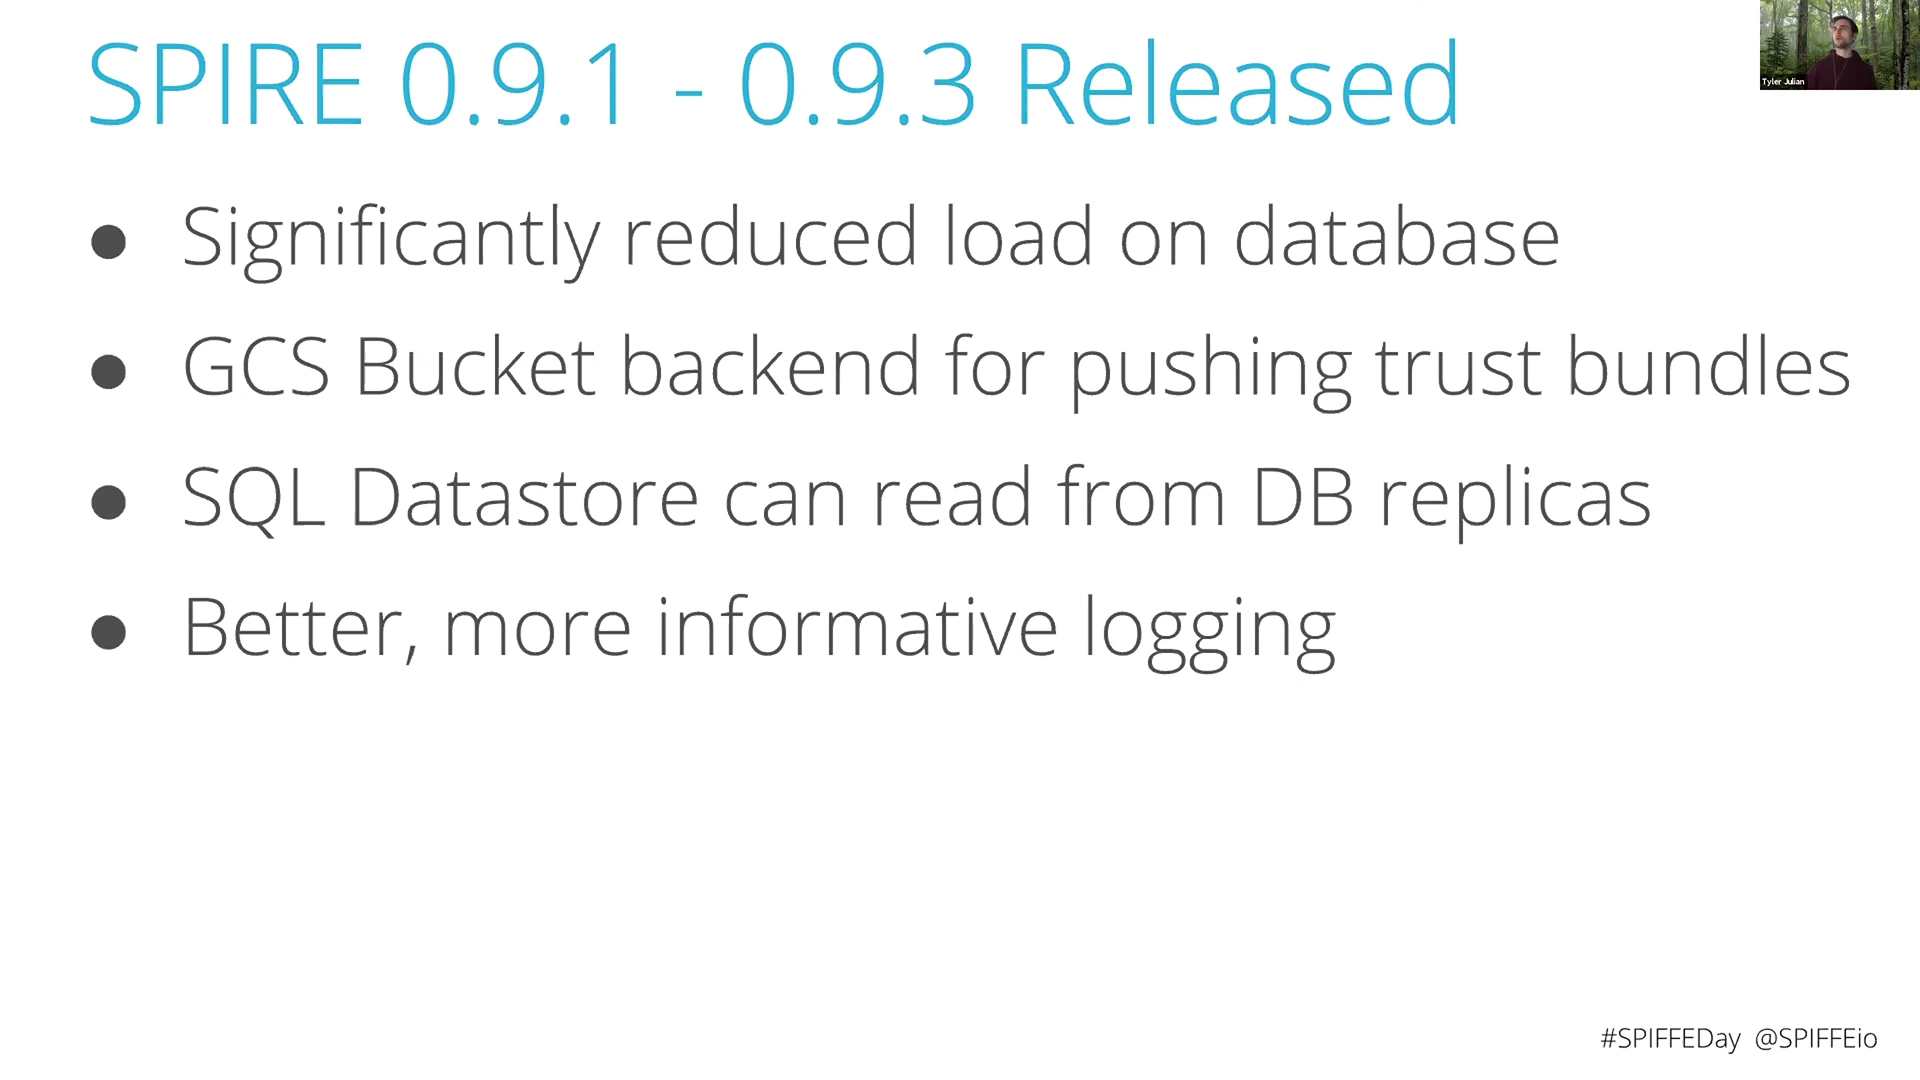 SPIRE 0.9.1 - 0.9.3 Released
Tyler Julian
● Significantly reduced load on database
● GCS Bucket backend for pushing trust bundles
● SQL Datastore can read from DB replicas
● Better, more informative logging
#SPIFFEDay @SPIFFEio